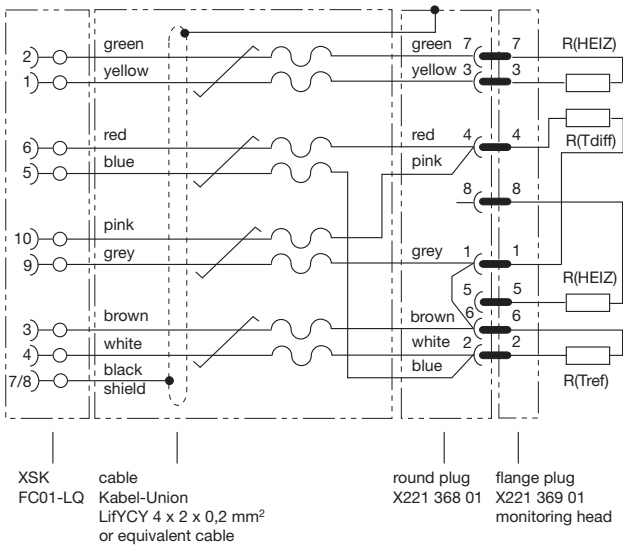 green green 7 7 R(HEIZ)
2
yellow yellow 3 3
1
red red 4 4
6 R(Tdiff)
blue pink
5
8 8
pink
10
grey grey 1 1
9
R(HEIZ)
5 5
brown brown 6 6
3
white white 2 2
4
black blue
7/8 shield R(Tref)
XSK cable round plug flange plug
FC01-LQ Kabel-Union X221 368 01 X221 369 01
LifYCY 4 x 2 x 0,2 mm² monitoring head
or equivalent cable